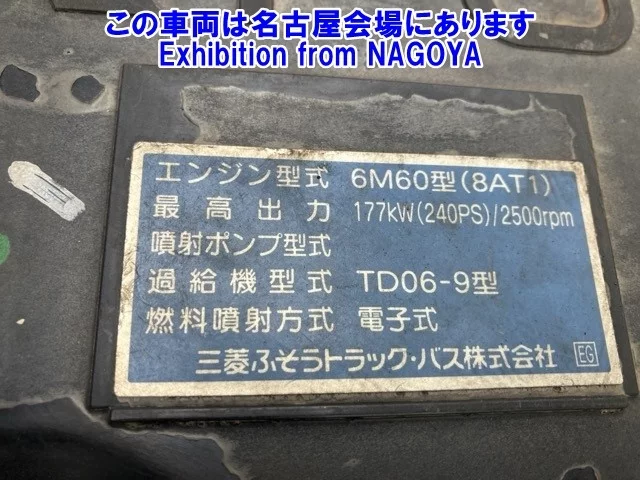 この車両は名古屋会場にあります
Exhibition from NAGOYA
エンジン型式 6M60型(8AT1)
最高出力 177kW(240PS)/2500rpm
噴射ポンプ型式
過給機型式 TD06-9型
燃料噴射方式 電子式
三菱ふそうトラック・バス株式会社 EG